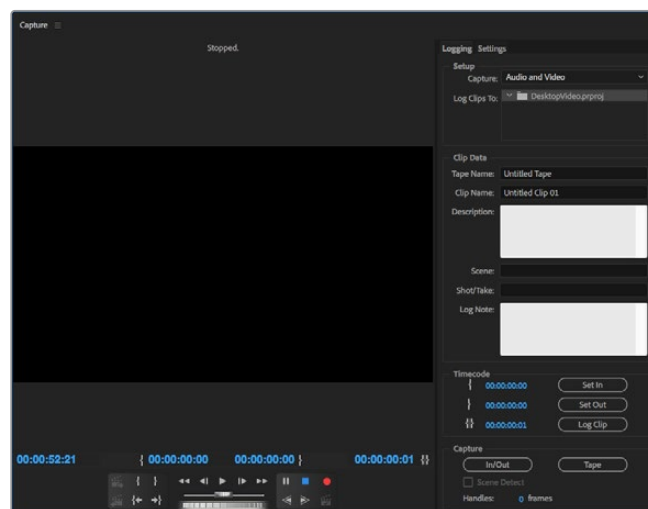 Capture
Stopped.
00:00:52:21
{ 00:00:00:00
00:00:00:00 }
00:00:00:01 {}
Logging Settings
Setup
Capture: Audio and Video
Log Clips To: DesktopVideo.prproj
Clip Data
Tape Name: Untitled Tape
Clip Name: Untitled Clip 01
Description:
Scene:
Shot/Take:
Log Note:
Timecode
{ 00:00:00:00 Set In
} 00:00:00:00 Set Out
{} 00:00:00:01 Log Clip
Capture
In/Out Tape
Scene Detect
Handles: 0 frames